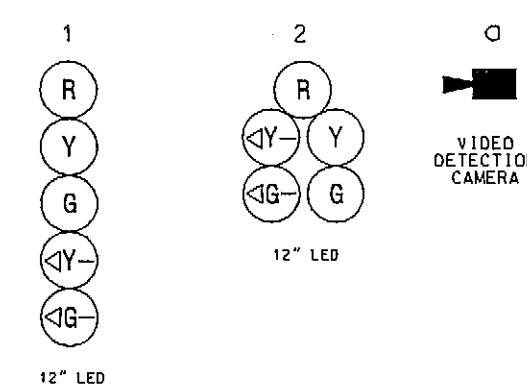 1
R
Y
G
Y
G
12" LED
2
R
Y Y
G G
12" LED
VIDEO
DETECTION
CAMERA